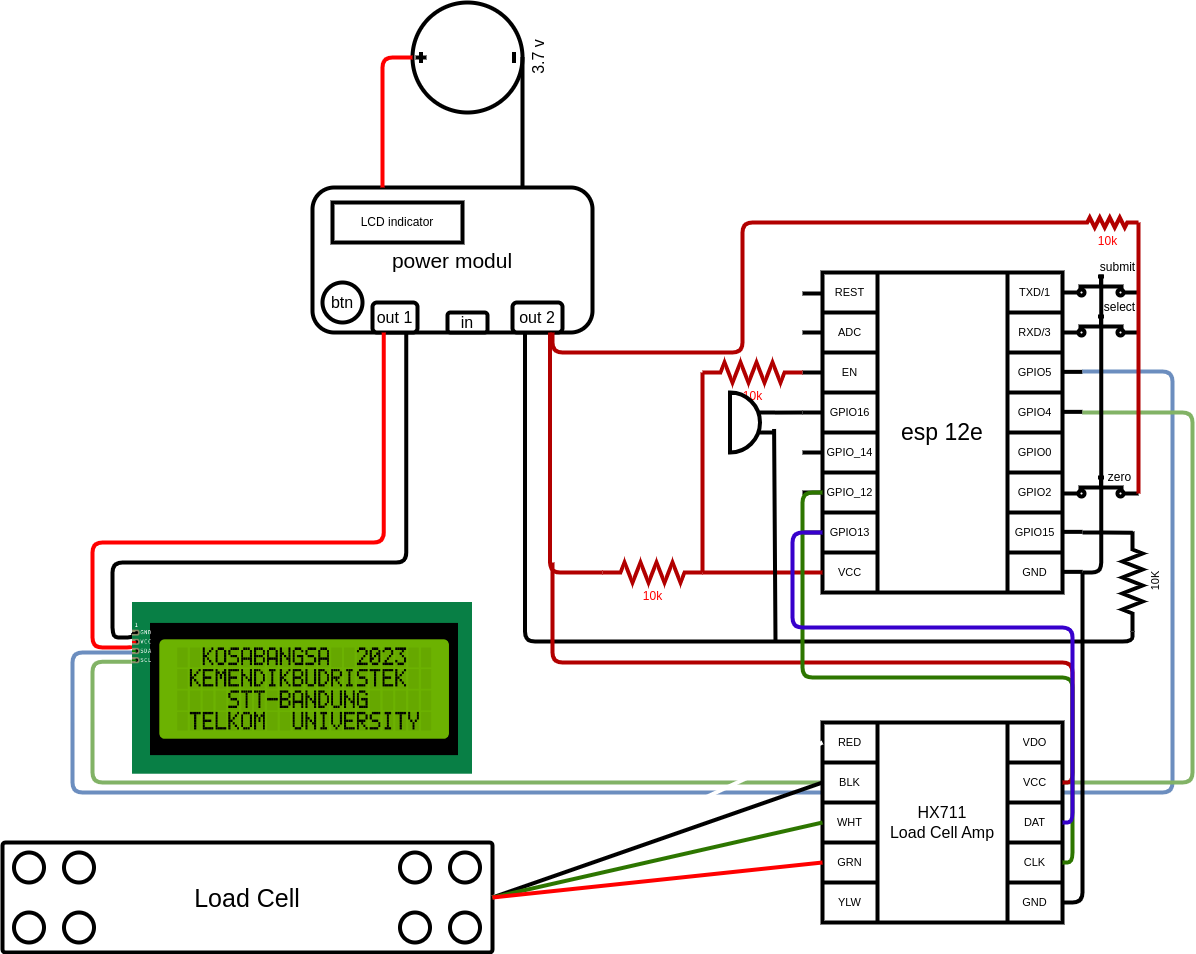 3.7 v
LCD indicator
power modul
btn
out 1
in
out 2
10k
submit
select
REST
ADC
EN
GPIO16
GPIO_14
GPIO_12
GPIO13
VCC
esp 12e
TXD/1
RXD/3
GPIO5
GPIO4
GPIO0
GPIO2
GPIO15
GND
10k
zero
10k
10K
1
GND
VCC
SDA
SCL
KOSABANGSA 2023
KEMENDIKBUDRISTEK
STT-BANDUNG
TELKOM UNIVERSITY
RED
BLK
WHT
GRN
YLW
HX711
Load Cell Amp
VDO
VCC
DAT
CLK
GND
Load Cell